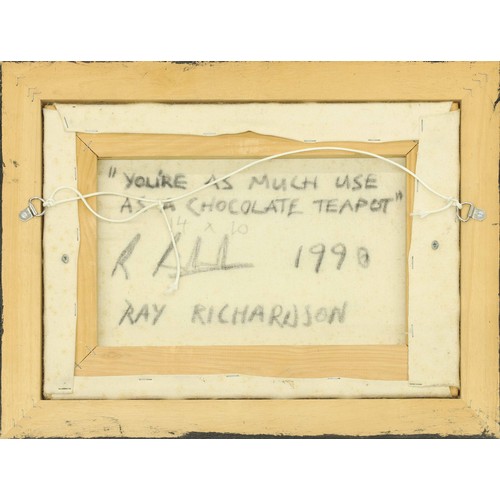 "YOU'RE AS MUCH USE
AS A CHOCOLATE TEAPOT"
14 x 10
R 1990
RAY RICHARDSON